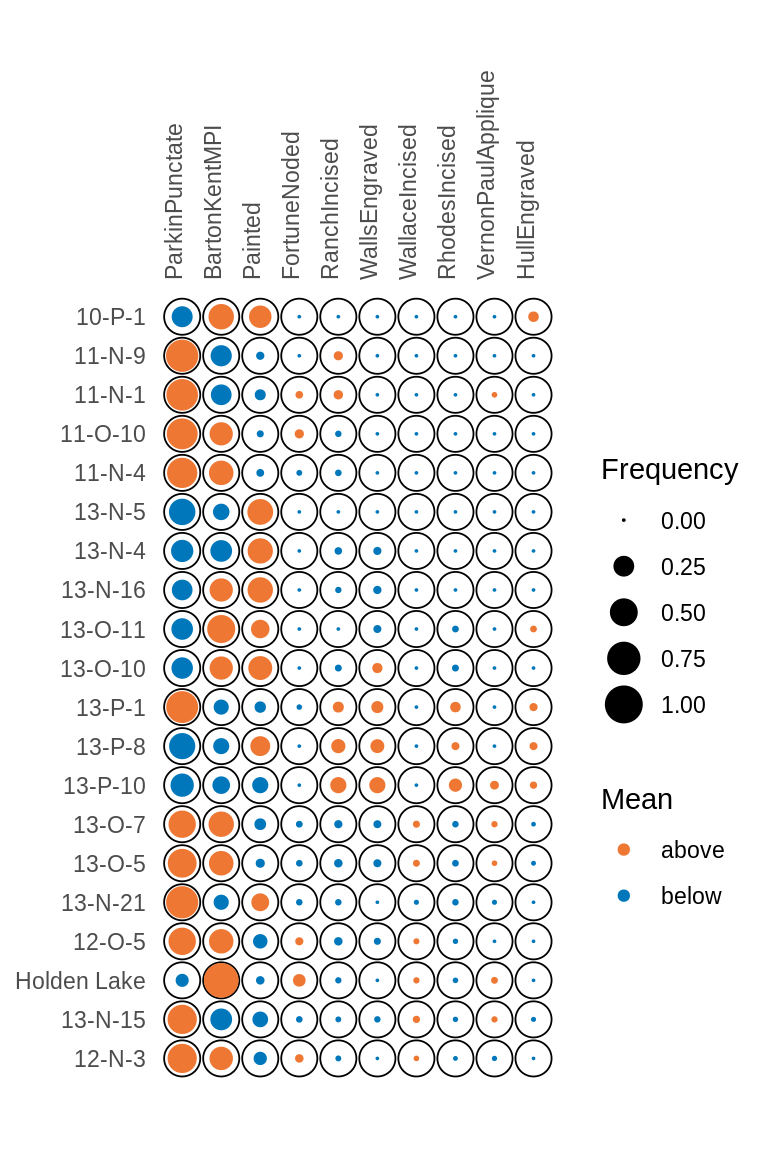 ParkinPunctate
BartonKentMPI
Painted
FortuneNoded
RanchIncised
WallsEngraved
WallaceIncised
RhodesIncised
VernonPaulApplique
HullEngraved
10-P-1
11-N-9
11-N-1
11-O-10
11-N-4
13-N-5
13-N-4
13-N-16
13-O-11
13-O-10
13-P-1
13-P-8
13-P-10
13-O-7
13-O-5
13-N-21
12-O-5
Holden Lake
13-N-15
12-N-3
Frequency
0.00
0.25
0.50
0.75
1.00
Mean
above
below